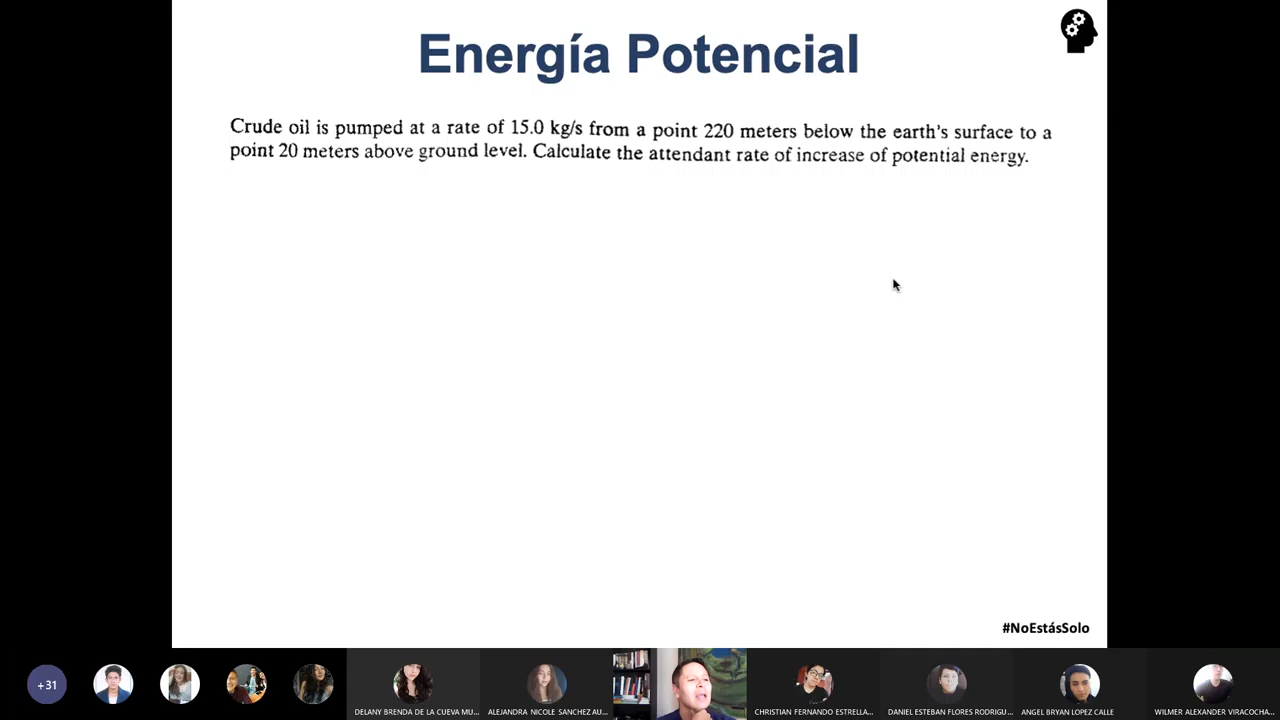 Energía Potencial
Crude oil is pumped at a rate of 15.0 kg/s from a point 220 meters below the earth's surface to a
point 20 meters above ground level. Calculate the attendant rate of increase of potential energy.
#NoEstásSolo
+31
DELANY BRENDA DE LA CUEVA MU...
ALEJANDRA NICOLE SANCHEZ AU...
CHRISTIAN FERNANDO ESTRELLA...
DANIEL ESTEBAN FLORES RODRIGU...
ANGEL BRYAN LOPEZ CALLE
WILMER ALEXANDER VIRACOCHA...